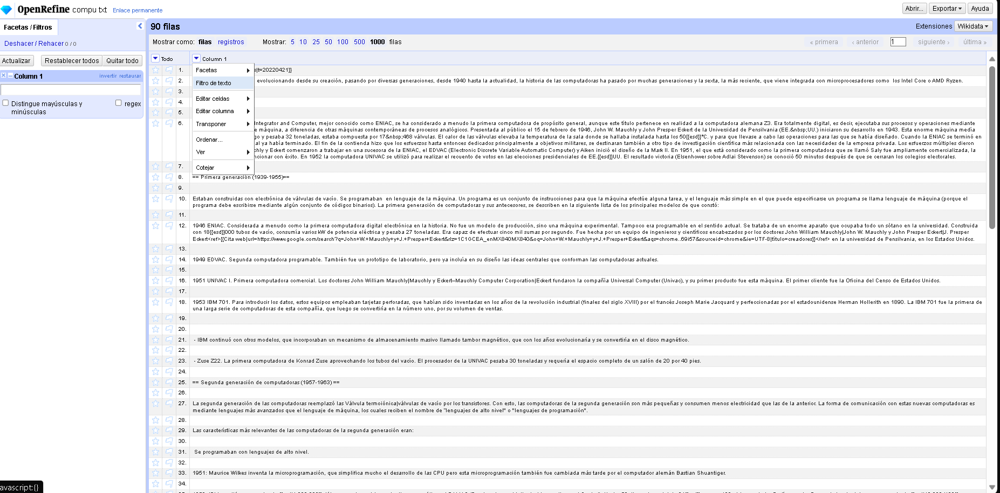 OpenRefine compu txt Enlace permanente
Abrir... Exportar Ayuda
Facetas / Filtros
90 filas
Extensiones Wikidata
Deshacer / Rehacer 0 / 0
Mostrar como: filas registros Mostrar: 5 10 25 50 100 500 1000 filas
« primera ‹ anterior 1 siguiente › última »
Actualizar Restablecer todos Quitar todo
Column 1 invertir restaurar
Distingue mayúsculas y minúsculas
regex
Todo Column 1
Facetas
Filtro de texto
Editar celdas
Editar columna
Transponer
Ordenar...
Ver
Cotejar
1. s|t=20220421}}
2. evolucionando desde su creación, pasando por diversas generaciones, desde 1940 hasta la actualidad, la historia de las computadoras ha pasado por muchas generaciones y la sexta, la más reciente, que viene integrada con microprocesadores como los Intel Core o AMD Ryzen.
3.
4.
5.
6. Integrator and Computer, mejor conocido como ENIAC, se ha considerado a menudo la primera computadora de propósito general, aunque este título pertenece en realidad a la computadora alemana Z3. Era totalmente digital, es decir, ejecutaba sus procesos y operaciones mediante
e máquina, a diferencia de otras máquinas contemporáneas de procesos analógicos. Presentada al público el 15 de febrero de 1946, John W. Mauchly y John Presper Eckert de la Universidad de Pensilvania (EE.&nbsp;UU.) iniciaron su desarrollo en 1943. Esta enorme máquina medía
go y pesaba 32 toneladas, estaba compuesta por 17&nbsp;468 válvulas. El calor de las válvulas elevaba la temperatura de la sala donde se hallaba instalada hasta los 50{{esd}}°C. y para que llevase a cabo las operaciones para las que se había diseñado. Cuando la ENIAC se terminó en
al ya había terminado. El fin de la contienda hizo que los esfuerzos hasta entonces dedicados principalmente a objetivos militares, se destinaran también a otro tipo de investigación científica más relacionada con las necesidades de la empresa privada. Los esfuerzos múltiples dieron
chly y Eckert comenzaron a trabajar en una sucesora de la ENIAC, el EDVAC (Electronic Discrete Variable Automatic Computer) y Aiken inició el diseño de la Mark II. En 1951, el que está considerado como la primera computadora que se llamó Saly fue ampliamente comercializada, la
ncionar con éxito. En 1952 la computadora UNIVAC se utilizó para realizar el recuento de votos en las elecciones presidenciales de EE.{{esd}}UU. El resultado victoria (Eisenhower sobre Adlai Stevenson) se conoció 50 minutos después de que se cerraran los colegios electorales.
7.
8. == Primera generación (1939-1955)==
9.
10. Estaban construidas con electrónica de válvulas de vacío. Se programaban en lenguaje de la máquina. Un programa es un conjunto de instrucciones para que la máquina efectúe alguna tarea, y el lenguaje más simple en el que puede especificarse un programa se llama lenguaje de máquina (porque el
programa debe escribirse mediante algún conjunto de códigos binarios). La primera generación de computadoras y sus antecesores, se describen en la siguiente lista de los principales modelos de que constó:
11.
12. 1946 ENIAC. Considerada a menudo como la primera computadora digital electrónica en la historia. No fue un modelo de producción, sino una máquina experimental. Tampoco era programable en el sentido actual. Se trataba de un enorme aparato que ocupaba todo un sótano en la universidad. Construida
con 18{{esd}}000 tubos de vacío, consumía varios kW de potencia eléctrica y pesaba 27 toneladas. Era capaz de efectuar cinco mil sumas por segundo. Fue hecha por un equipo de ingenieros y científicos encabezados por los doctores John William Mauchly|John W. Mauchly y John Presper Eckert|J. Presper
Eckert<ref>{{Cita web|url=https://www.google.com/search?q=John+W.+Mauchly+y+J.+Presper+Eckert&rlz=1C1GCEA_enMX840MX840&oq=John+W.+Mauchly+y+J.+Presper+Eckert&aqs=chrome..69i57&sourceid=chrome&ie=UTF-8|título=creadores}}</ref> en la universidad de Pensilvania, en los Estados Unidos.
13.
14. 1949 EDVAC. Segunda computadora programable. También fue un prototipo de laboratorio, pero ya incluía en su diseño las ideas centrales que conforman las computadoras actuales.
15.
16. 1951 UNIVAC I. Primera computadora comercial. Los doctores John William Mauchly|Mauchly y Eckert–Mauchly Computer Corporation|Eckert fundaron la compañía Universal Computer (Univac), y su primer producto fue esta máquina. El primer cliente fue la Oficina del Censo de Estados Unidos.
17.
18. 1953 IBM 701. Para introducir los datos, estos equipos empleaban tarjetas perforadas, que habían sido inventadas en los años de la revolución industrial (finales del siglo XVIII) por el francés Joseph Marie Jacquard y perfeccionadas por el estadounidense Herman Hollerith en 1890. La IBM 701 fue la primera de
una larga serie de computadoras de esta compañía, que luego se convertiría en la número uno, por su volumen de ventas.
19.
20.
21. - IBM continuó con otros modelos, que incorporaban un mecanismo de almacenamiento masivo llamado tambor magnético, que con los años evolucionaría y se convertiría en el disco magnético.
22.
23. - Zuse Z22. La primera computadora de Konrad Zuse aprovechando los tubos del vacío. El procesador de la UNIVAC pesaba 30 toneladas y requería el espacio completo de un salón de 20 por 40 pies.
24.
25. == Segunda generación de computadoras (1957-1963) ==
26.
27. La segunda generación de las computadoras reemplazó las Válvula termoiónica|válvulas de vacío por los transistores. Con esto, las computadoras de la segunda generación son más pequeñas y consumen menos electricidad que las de la anterior. La forma de comunicación con estas nuevas computadoras es
mediante lenguajes más avanzados que el lenguaje de máquina, los cuales reciben el nombre de "lenguajes de alto nivel" o "lenguajes de programación".
28.
29. Las características más relevantes de las computadoras de la segunda generación eran:
30.
31. Se programaban con lenguajes de alto nivel.
32.
33. 1951: Maurice Wilkes inventa la microprogramación, que simplifica mucho el desarrollo de las CPU pero esta microprogramación también fue cambiada más tarde por el computador alemán Bastian Shuantiger.
34.
avascript:{}